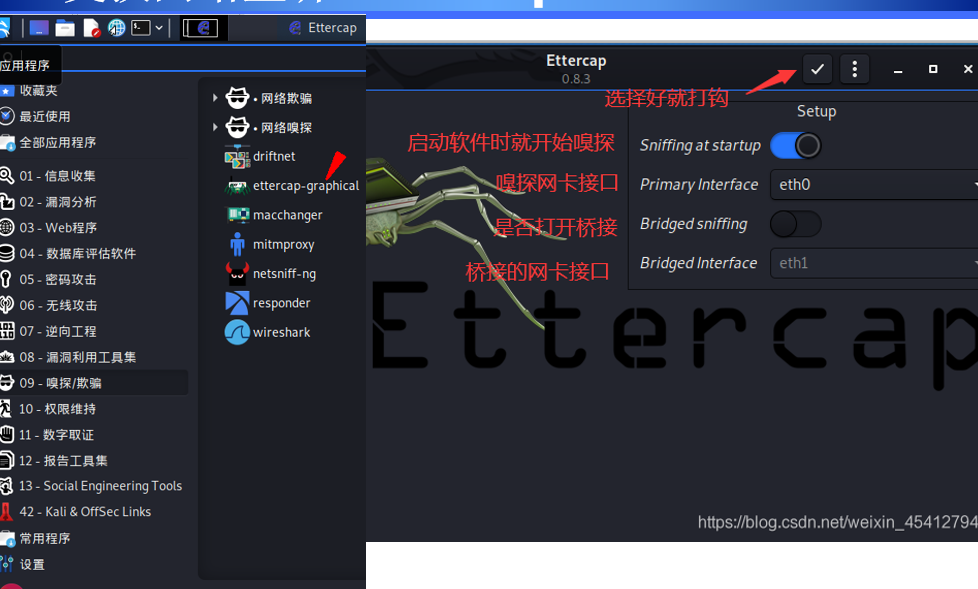 Ettercap
应用程序
收藏夹
最近使用
全部应用程序
01 - 信息收集
02 - 漏洞分析
03 - Web程序
04 - 数据库评估软件
05 - 密码攻击
06 - 无线攻击
07 - 逆向工程
08 - 漏洞利用工具集
09 - 嗅探/欺骗
10 - 权限维持
11 - 数字取证
12 - 报告工具集
13 - Social Engineering Tools
42 - Kali & OffSec Links
常用程序
设置
• 网络欺骗
• 网络嗅探
driftnet
ettercap-graphical
macchanger
mitmproxy
netsniff-ng
responder
wireshark
Ettercap
0.8.3
选择好就打钩
Setup
启动软件时就开始嗅探
Sniffing at startup
嗅探网卡接口
Primary Interface
eth0
是否打开桥接
Bridged sniffing
桥接的网卡接口
Bridged Interface
eth1
Ettercap
https://blog.csdn.net/weixin_45412794